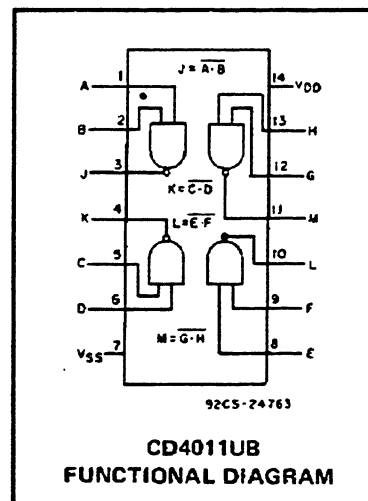 J = A·B
A 1
14 VDD
B 2
13 H
12 G
J 3
K = C·D
11 M
K 4
L = E·F
10 L
C 5
9 F
D 6
M = G·H
8 E
VSS 7
92CS-24763
CD4011UB
FUNCTIONAL DIAGRAM